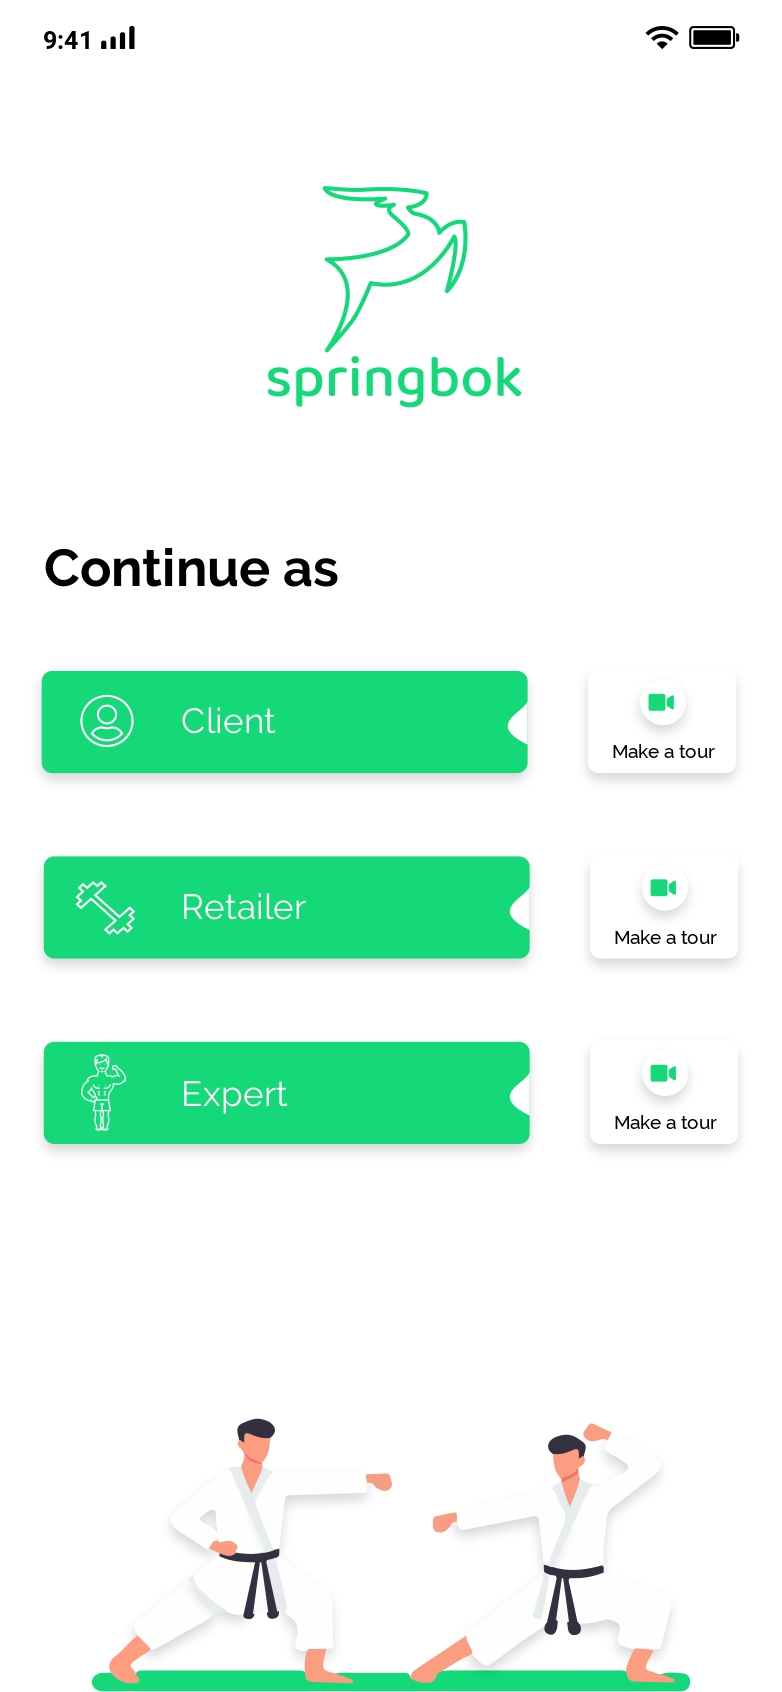 9:41
springbok
Continue as
Client
Make a tour
Retailer
Make a tour
Expert
Make a tour